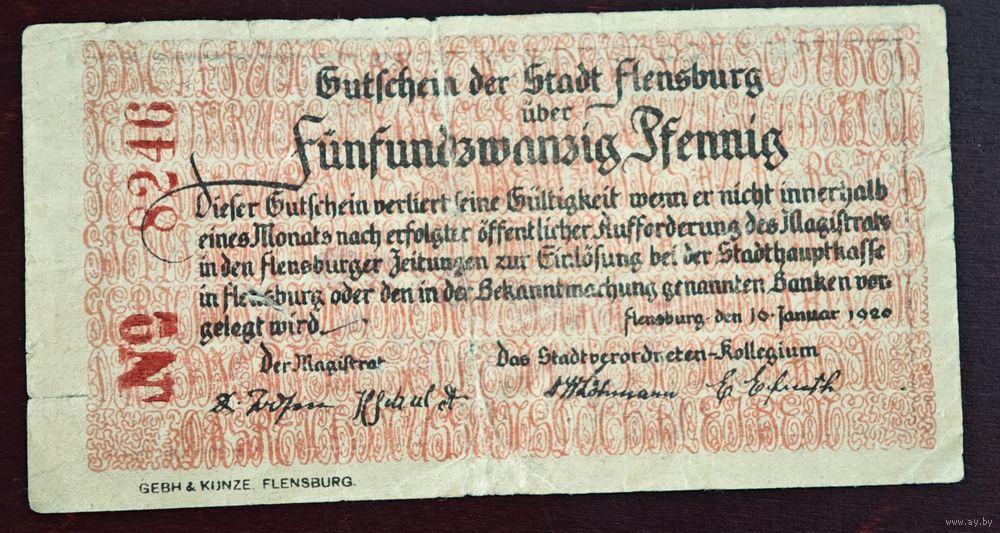 Gutschein der Stadt Flensburg
über
Fünfundzwanzig Pfennig
Dieser Gutschein verliert seine Gültigkeit wenn er nicht innerhalb
eines Monats nach erfolgter öffentlicher Aufforderung des Magistrats
in den Flensburger Zeitungen zur Einlösung bei der Stadthauptkasse
in Flensburg oder den in der Bekanntmachung genannten Banken vor-
gelegt wird.
Flensburg den 10. Januar 1920
Der Magistrat
Das Stadtverordneten-Kollegium
№ 8246
GEBH & KUNZE. FLENSBURG.
www.ay.by